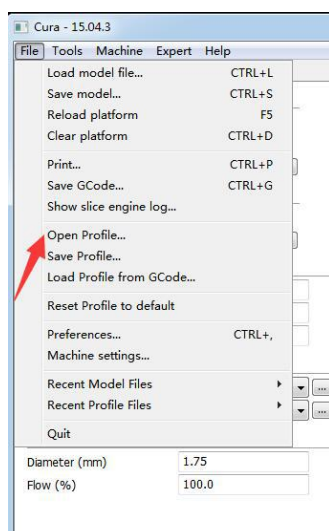 Cura - 15.04.3
File Tools Machine Expert Help
Load model file... CTRL+L
Save model... CTRL+S
Reload platform F5
Clear platform CTRL+D
Print... CTRL+P
Save GCode... CTRL+G
Show slice engine log...
Open Profile...
Save Profile...
Load Profile from GCode...
Reset Profile to default
Preferences... CTRL+,
Machine settings...
Recent Model Files
Recent Profile Files
Quit
Diameter (mm) 1.75
Flow (%) 100.0